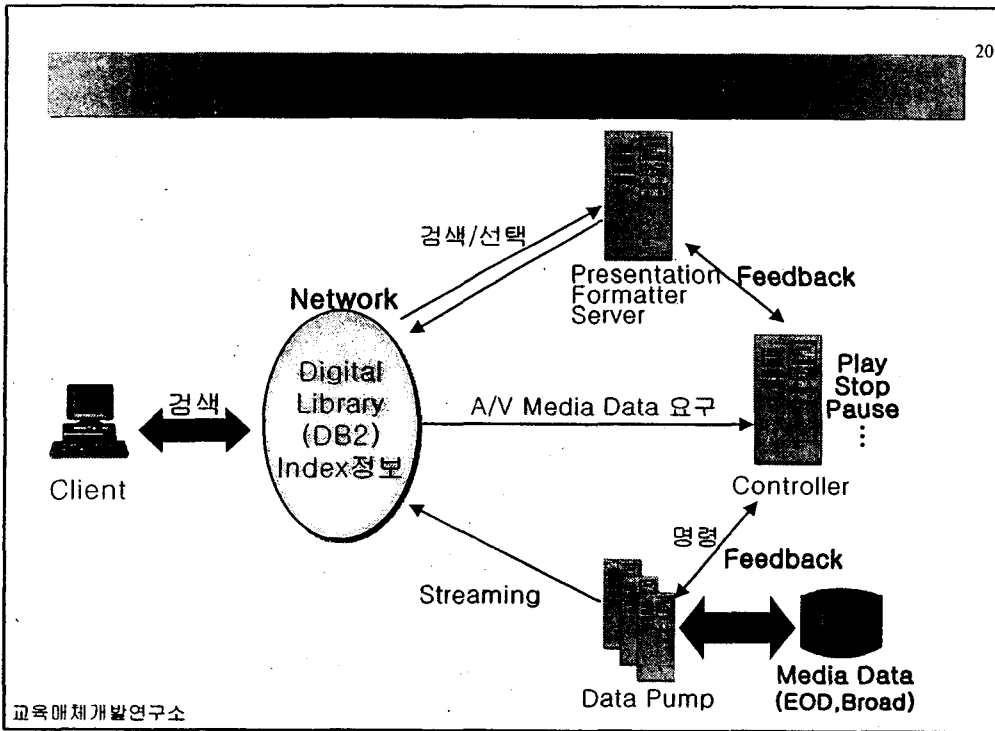 20
검색/선택
Presentation
Formatter
Server
Feedback
Network
Digital
Library
(DB2)
Index정보
검색
Client
A/V Media Data 요구
Play
Stop
Pause
⋮
Controller
명령
Feedback
Streaming
Data Pump
Media Data
(EOD,Broad)
교육매체개발연구소